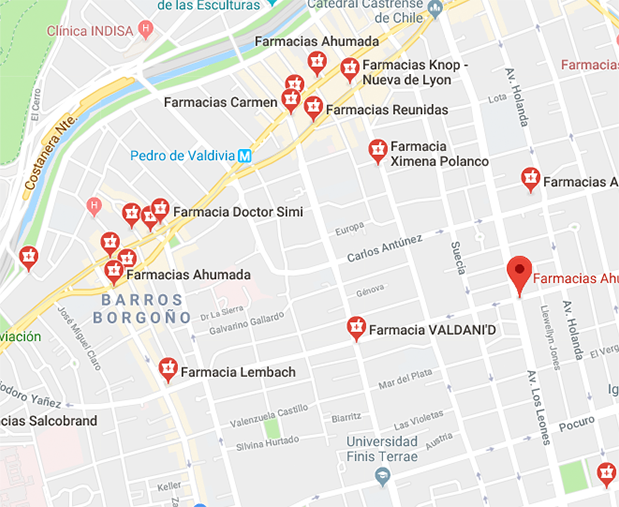 de las Esculturas
Catedral Castrense
de Chile
Clínica INDISA
Farmacias Ahumada
Farmacias Knop -
Nueva de Lyon
Farmacias
Av. Holanda
El Cerro
Costanera Nte.
Farmacias Carmen
Farmacias Reunidas
Lota
Pedro de Valdivia
M
Farmacia
Ximena Polanco
Farmacias A
H
Farmacia Doctor Simi
Europa
Carlos Antúnez
Suecia
Farmacias Ahumada
Farmacias Ahu
BARROS
BORGOÑO
Génova
Dr La Sierra
Galvarino Gallardo
Farmacia VALDANI'D
Llewellyn Jones
Av. Holanda
José Miguel Claro
viación
El Verg
Farmacia Lembach
Mar del Plata
Av. Los Leones
odoro Yañez
cias Salcobrand
Valenzuela Castillo
Biarritz
Las Violetas
Ig
Pocuro
Silvina Hurtado
Austria
Universidad
Finis Terrae
Keller
Za